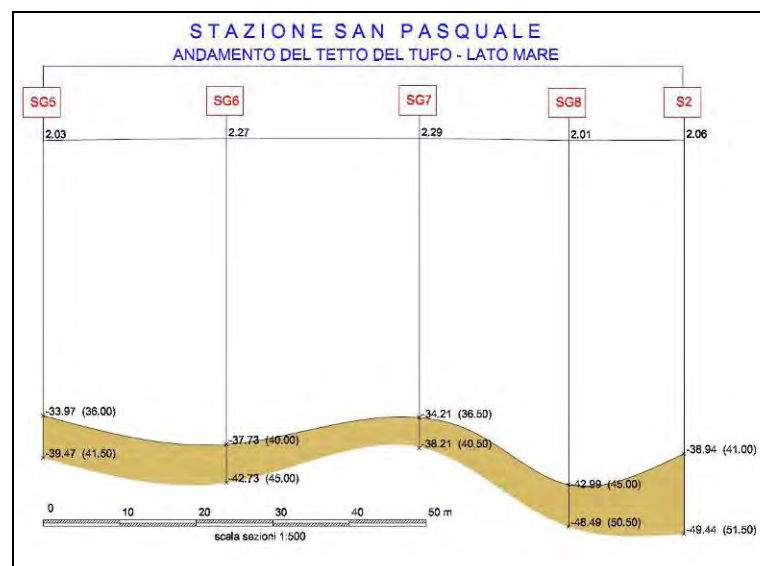 STAZIONE SAN PASQUALE
ANDAMENTO DEL TETTO DEL TUFO - LATO MARE
SG5 SG6 SG7 SG8 S2
2.03 2.27 2.29 2.01 2.06
-33.97 (36.00) -37.73 (40.00) -34.21 (36.50) -42.99 (45.00) -38.94 (41.00)
-39.47 (41.50) -42.73 (45.00) -38.21 (40.50) -48.49 (50.50) -49.44 (51.50)
0 10 20 30 40 50 m
scala sezioni 1:500